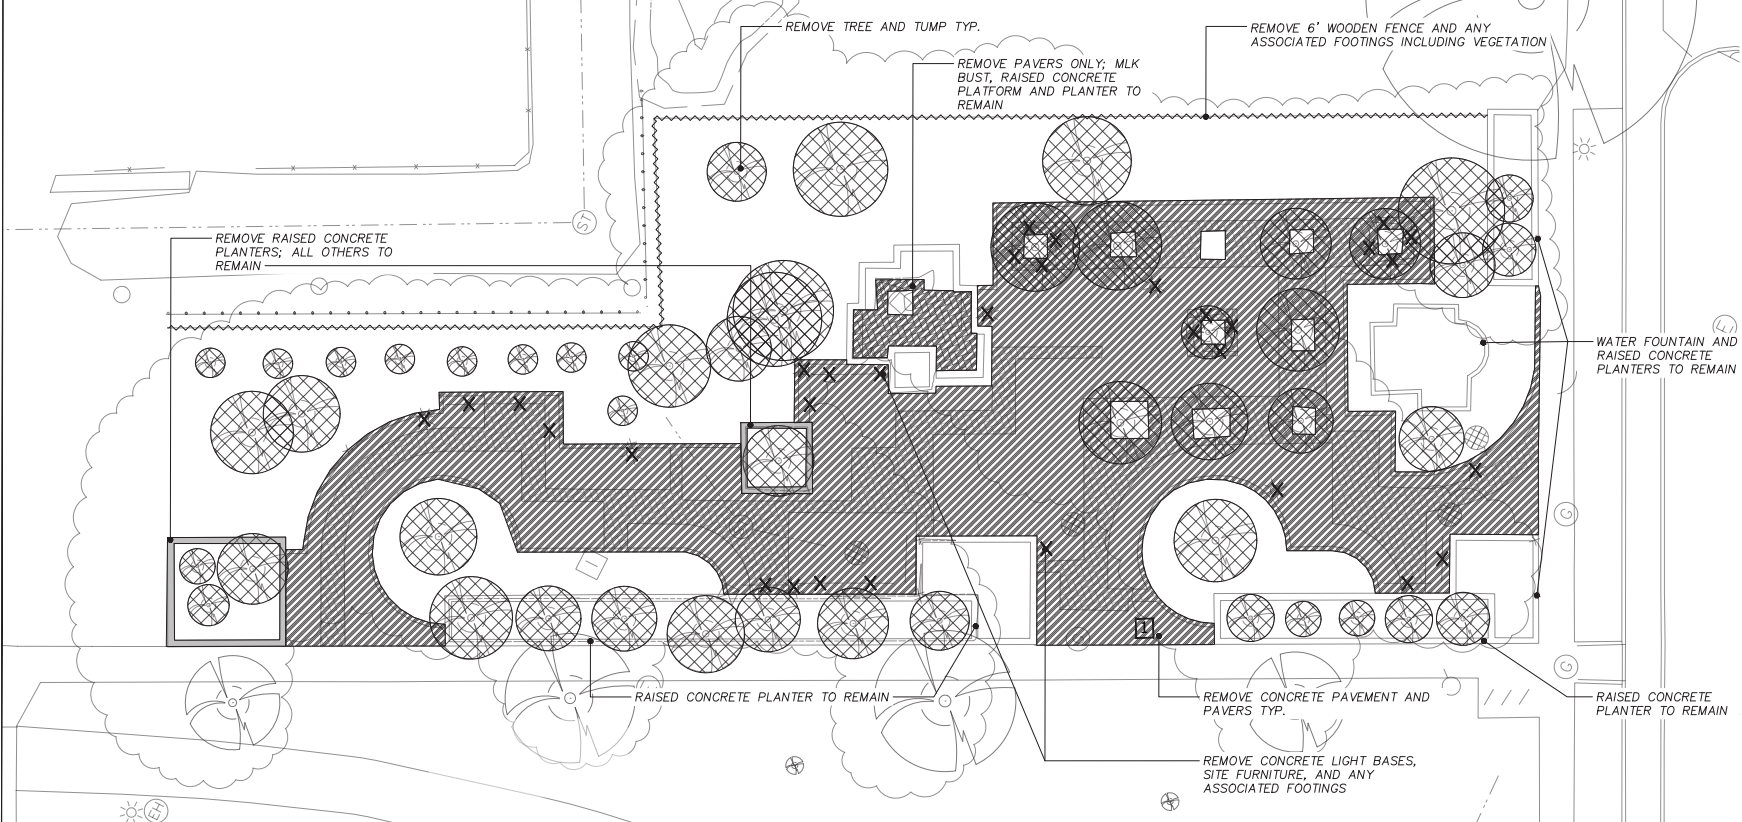 REMOVE TREE AND TUMP TYP.
REMOVE 6' WOODEN FENCE AND ANY
ASSOCIATED FOOTINGS INCLUDING VEGETATION
REMOVE PAVERS ONLY; MLK
BUST, RAISED CONCRETE
PLATFORM AND PLANTER TO
REMAIN
ST
REMOVE RAISED CONCRETE
PLANTERS; ALL OTHERS TO
REMAIN
WATER FOUNTAIN AND
RAISED CONCRETE
PLANTERS TO REMAIN
G
1
G
RAISED CONCRETE PLANTER TO REMAIN
REMOVE CONCRETE PAVEMENT AND
PAVERS TYP.
RAISED CONCRETE
PLANTER TO REMAIN
REMOVE CONCRETE LIGHT BASES,
SITE FURNITURE, AND ANY
ASSOCIATED FOOTINGS
EH